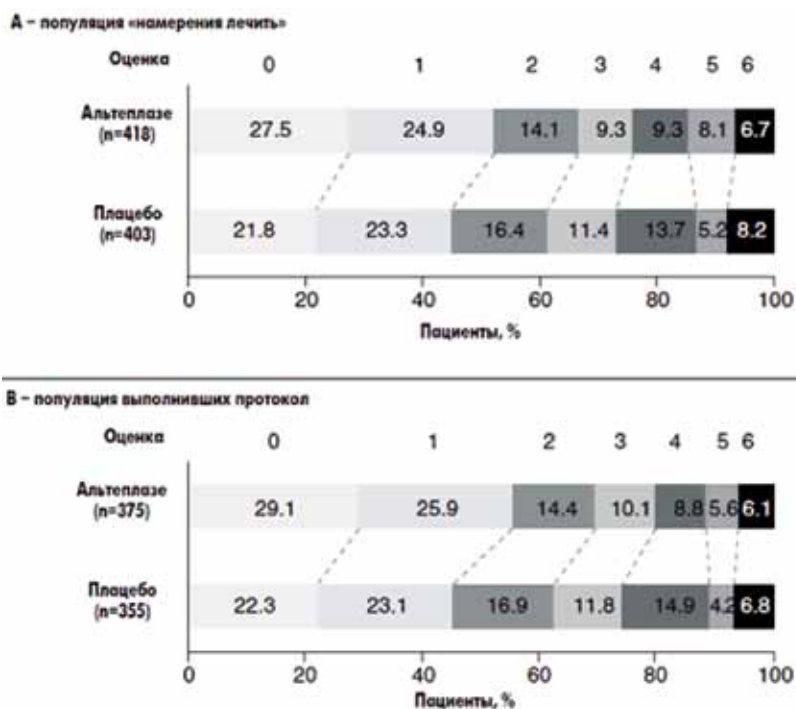 А – популяция «намерения лечить»
Оценка 0 1 2 3 4 5 6
Альтеплазе
(n=418)
27.5 24.9 14.1 9.3 9.3 8.1 6.7
Плацебо
(n=403)
21.8 23.3 16.4 11.4 13.7 5.2 8.2
0 20 40 60 80 100
Пациенты, %
В – популяция выполнивших протокол
Оценка 0 1 2 3 4 5 6
Альтеплазе
(n=375)
29.1 25.9 14.4 10.1 8.8 5.6 6.1
Плацебо
(n=355)
22.3 23.1 16.9 11.8 14.9 4.2 6.8
0 20 40 60 80 100
Пациенты, %